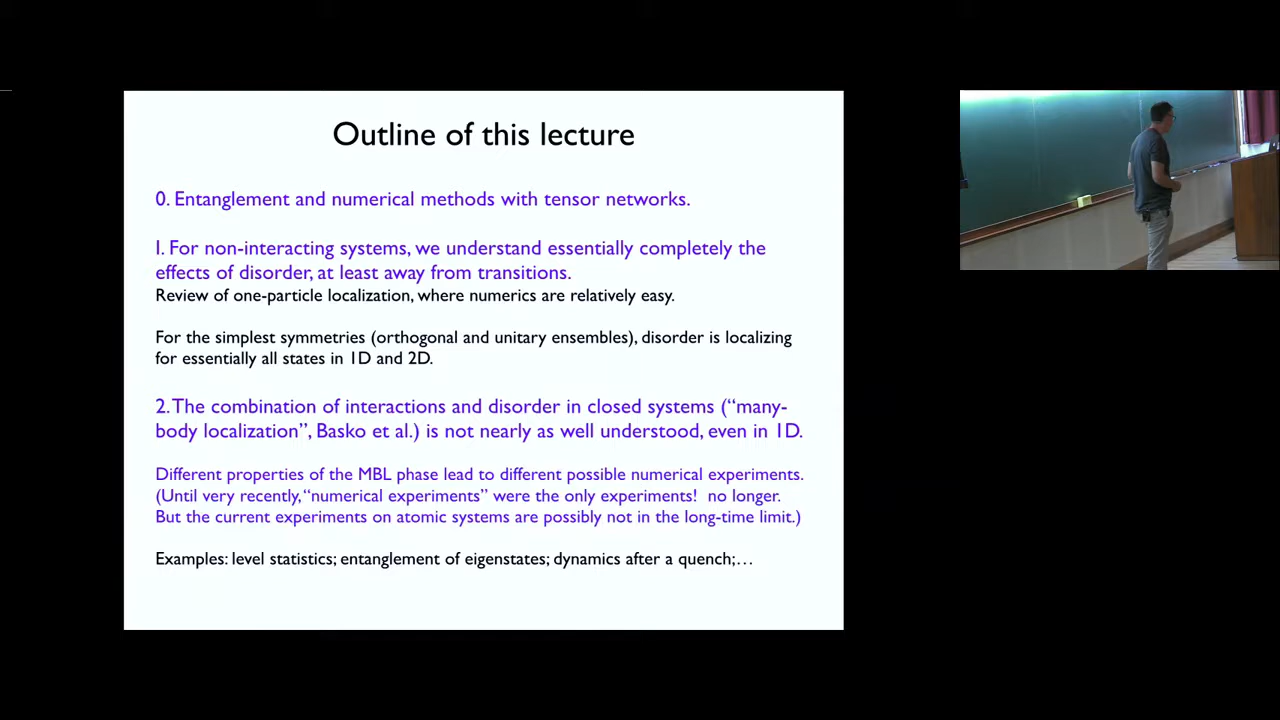 Outline of this lecture
0. Entanglement and numerical methods with tensor networks.
1. For non-interacting systems, we understand essentially completely the
effects of disorder, at least away from transitions.
Review of one-particle localization, where numerics are relatively easy.
For the simplest symmetries (orthogonal and unitary ensembles), disorder is localizing
for essentially all states in 1D and 2D.
2. The combination of interactions and disorder in closed systems (“many-
body localization”, Basko et al.) is not nearly as well understood, even in 1D.
Different properties of the MBL phase lead to different possible numerical experiments.
(Until very recently, “numerical experiments” were the only experiments!  no longer.
But the current experiments on atomic systems are possibly not in the long-time limit.)
Examples: level statistics; entanglement of eigenstates; dynamics after a quench;…